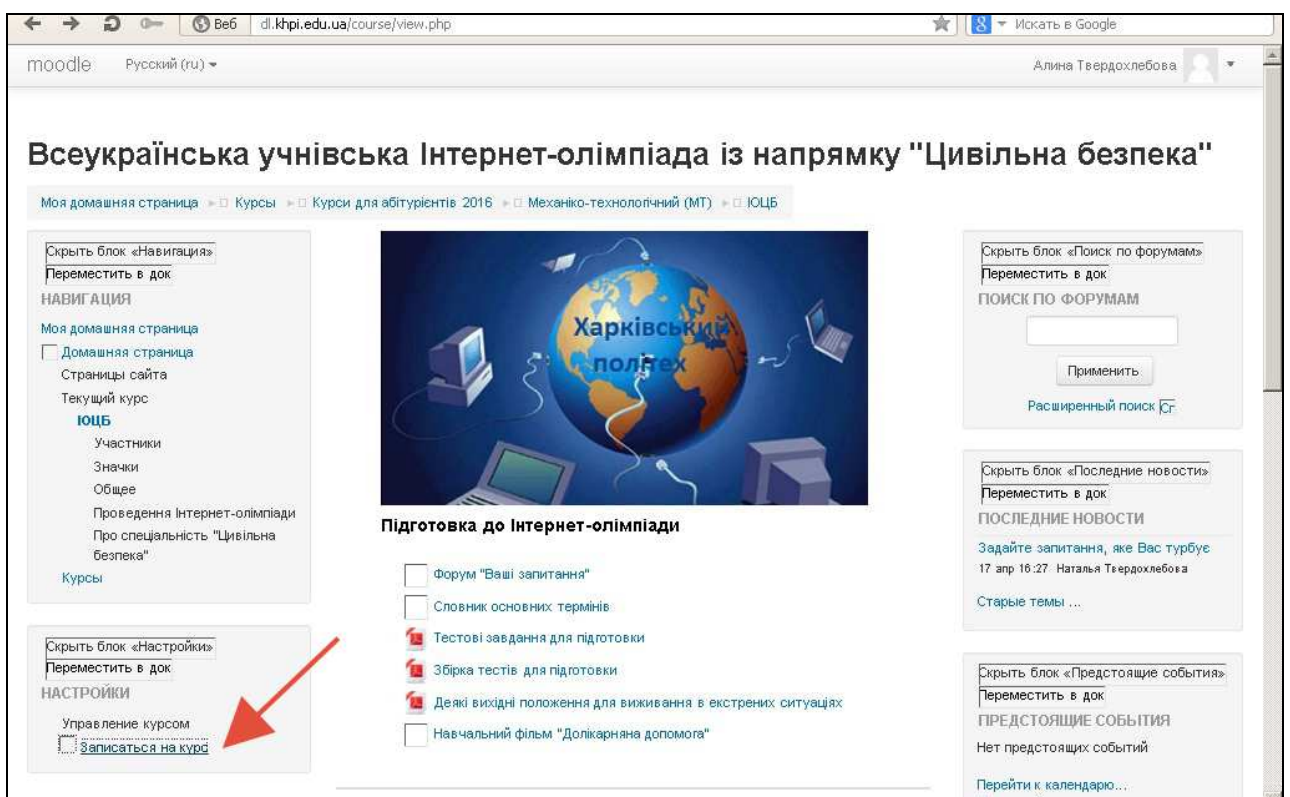 Веб dl.khpi.edu.ua/course/view.php Искать в Google
moodle Русский (ru) Алина Твердохлебова
Всеукраїнська учнівська Інтернет-олімпіада із напрямку "Цивільна безпека"
Моя домашняя страница Курсы Курси для абітурієнтів 2016 Механіко-технологічний (МТ) ІОЦБ
Скрыть блок «Навигация»
Переместить в док
НАВИГАЦИЯ
Моя домашняя страница
Домашняя страница
Страницы сайта
Текущий курс
ІОЦБ
Участники
Значки
Общее
Проведення Інтернет-олімпіади
Про спеціальність "Цивільна
безпека"
Курсы
Скрыть блок «Настройки»
Переместить в док
НАСТРОЙКИ
Управление курсом
Записаться на курс
Харківський
політех
Підготовка до Інтернет-олімпіади
Форум "Ваші запитання"
Словник основних термінів
Тестові завдання для підготовки
Збірка тестів для підготовки
Деякі вихідні положення для виживання в екстрених ситуаціях
Навчальний фільм "Долікарняна допомога"
Скрыть блок «Поиск по форумам»
Переместить в док
ПОИСК ПО ФОРУМАМ
Применить
Расширенный поиск
Скрыть блок «Последние новости»
Переместить в док
ПОСЛЕДНИЕ НОВОСТИ
Задайте запитання, яке Вас турбує
17 апр 16:27 Наталья Твердохлебова
Старые темы ...
Скрыть блок «Предстоящие события»
Переместить в док
ПРЕДСТОЯЩИЕ СОБЫТИЯ
Нет предстоящих событий
Перейти к календарю...